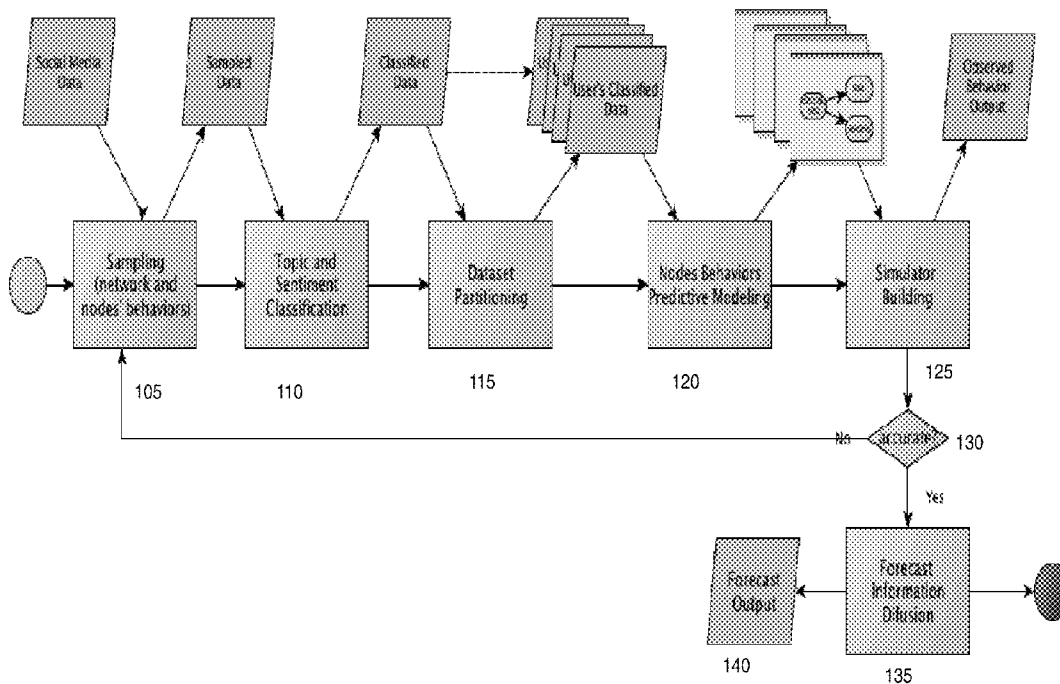 Social Media
Data
Sampled
Data
Classified
Data
User's Classified
Data
Observed
Behavior
Output
Sampling
(network and
nodes' behaviors)
Topic and
Sentiment
Classification
Dataset
Partitioning
Nodes Behaviors
Predictive Modeling
Simulator
Building
105
110
115
120
125
No
accurate?
130
Yes
Forecast
Output
Forecast
Information
Difusion
140
135